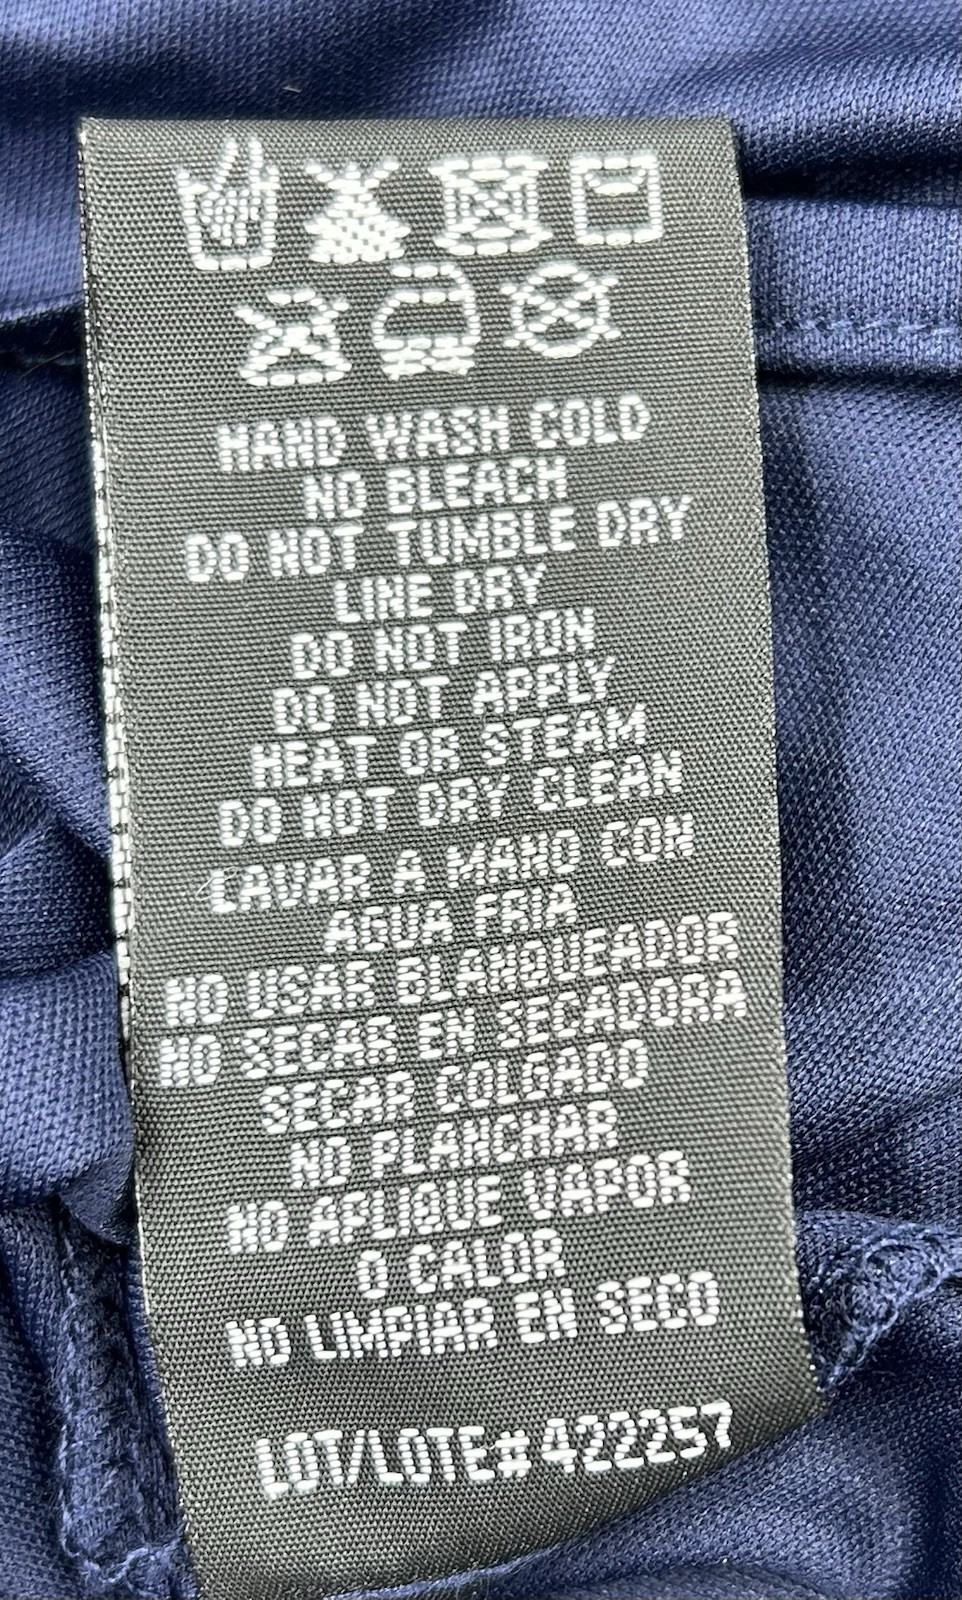 HAND WASH COLD
NO BLEACH
DO NOT TUMBLE DRY
LINE DRY
DO NOT IRON
DO NOT APPLY
HEAT OR STEAM
DO NOT DRY CLEAN
LAVAR A MANO CON
AGUA FRIA
NO USAR BLANQUEADOR
NO SECAR EN SECADORA
SECAR COLGADO
NO PLANCHAR
NO APLIQUE VAPOR
O CALOR
NO LIMPIAR EN SECO
LOT/LOTE#422257